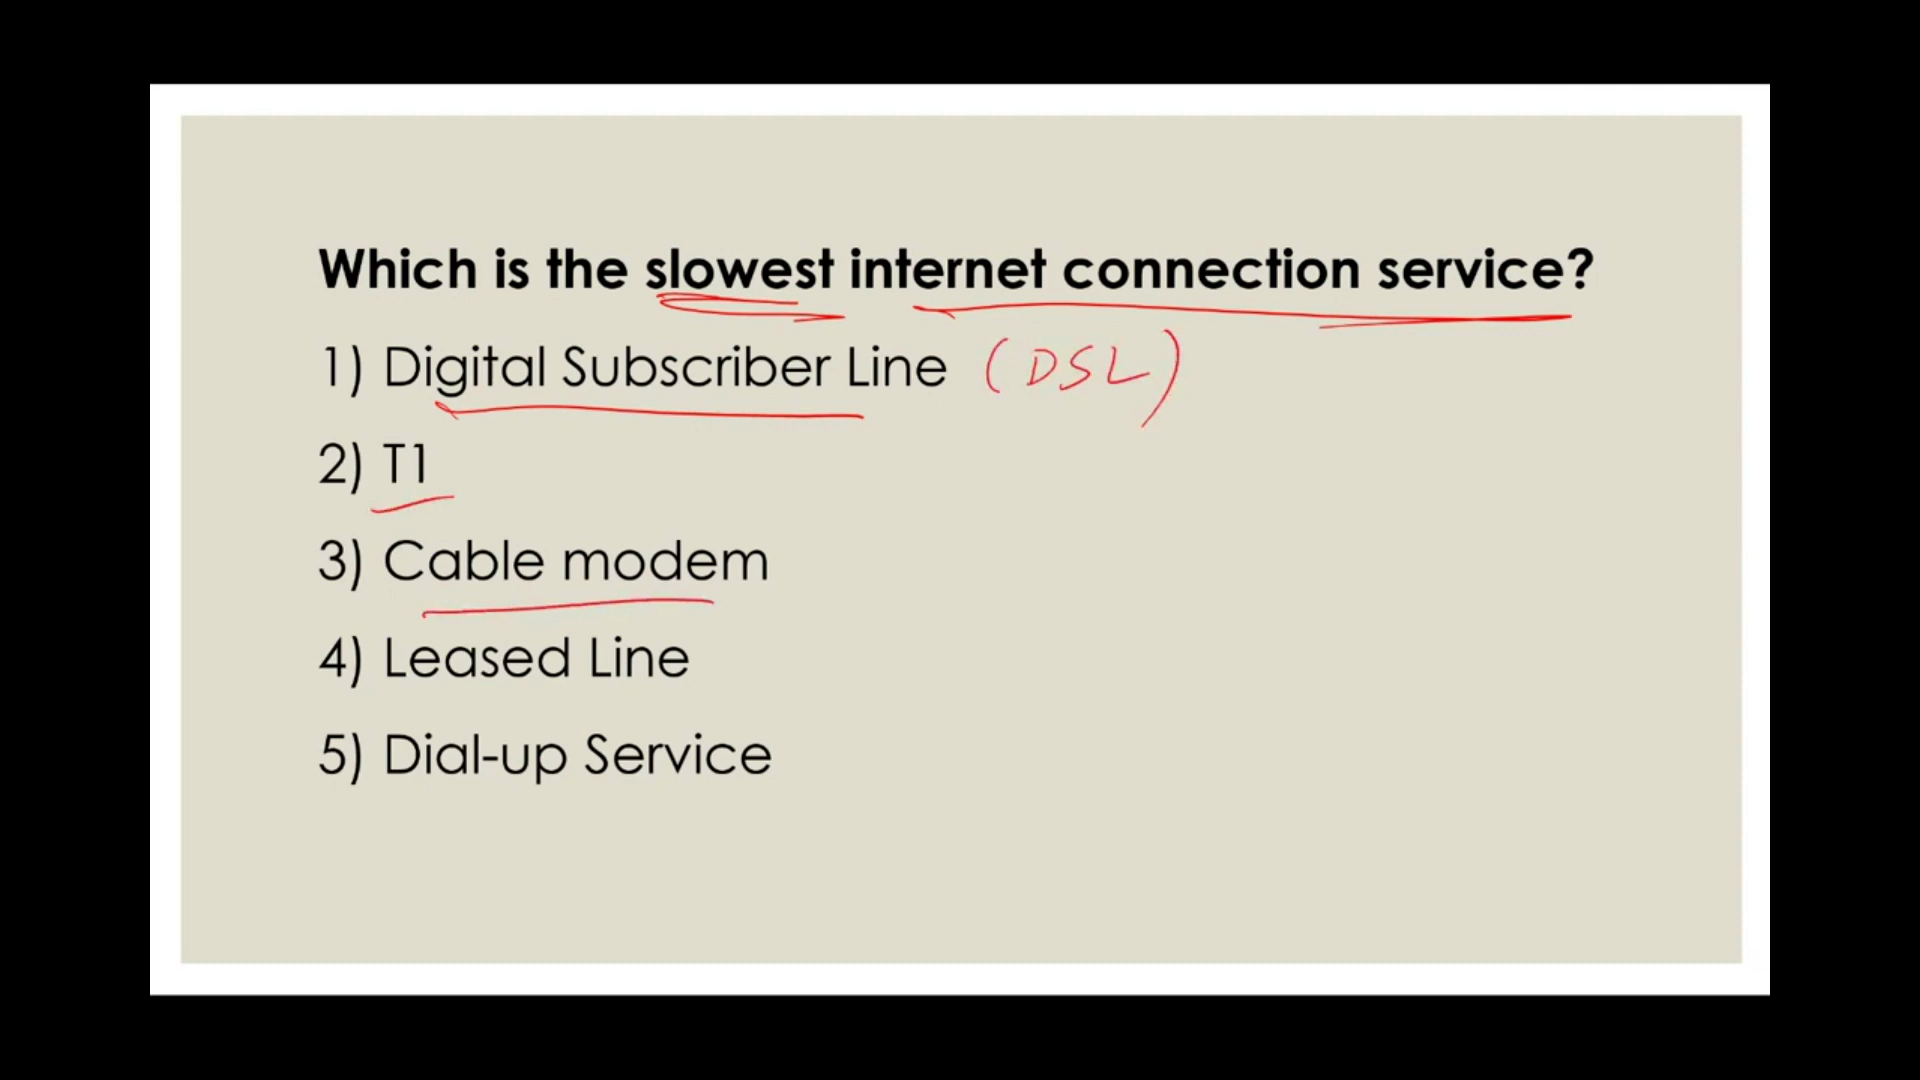 Which is the slowest internet connection service?
1) Digital Subscriber Line (DSL)
2) T1
3) Cable modem
4) Leased Line
5) Dial-up Service